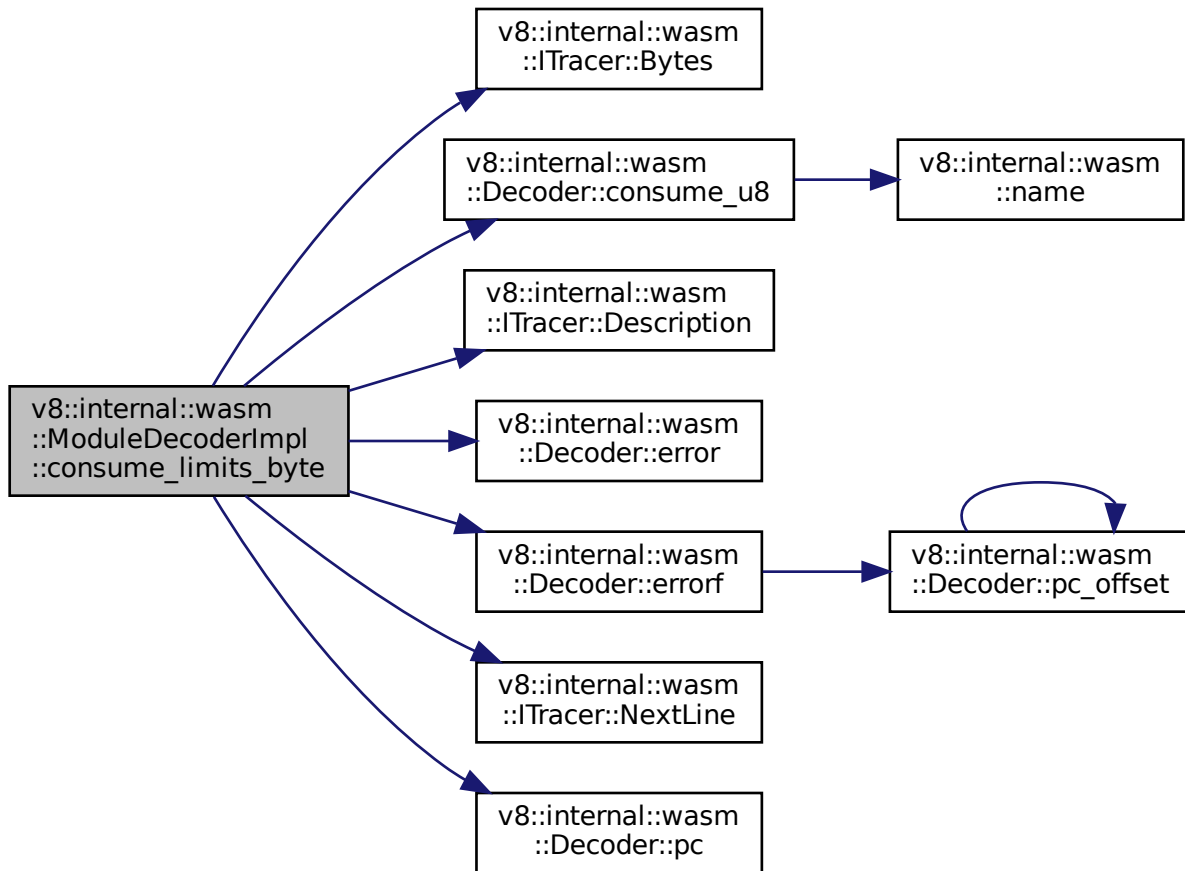 v8::internal::wasm
::ITracer::Bytes
v8::internal::wasm
::Decoder::consume_u8
v8::internal::wasm
::name
v8::internal::wasm
::ITracer::Description
v8::internal::wasm
::ModuleDecoderImpl
::consume_limits_byte
v8::internal::wasm
::Decoder::error
v8::internal::wasm
::Decoder::errorf
v8::internal::wasm
::Decoder::pc_offset
v8::internal::wasm
::ITracer::NextLine
v8::internal::wasm
::Decoder::pc